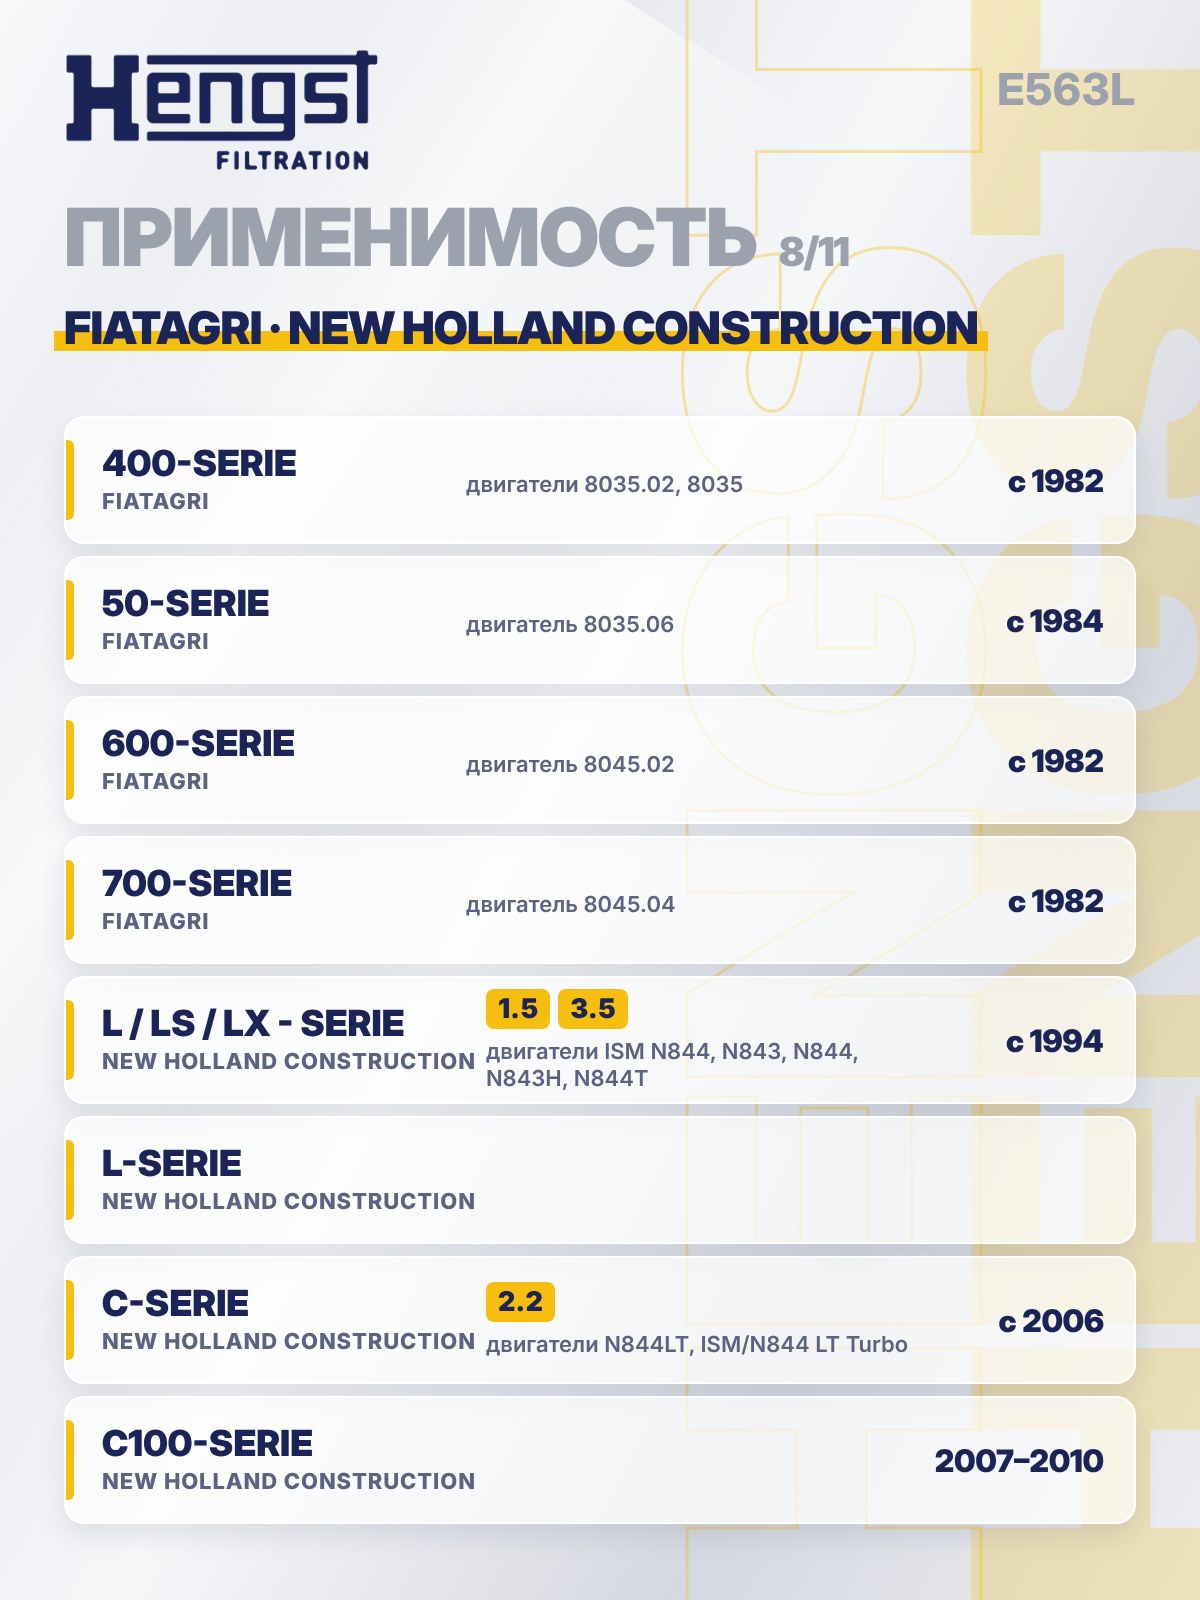 Hengst
FILTRATION
E563L
ПРИМЕНИМОСТЬ 8/11
FIATAGRI · NEW HOLLAND CONSTRUCTION
400-SERIE
FIATAGRI
двигатели 8035.02, 8035
с 1982
50-SERIE
FIATAGRI
двигатель 8035.06
с 1984
600-SERIE
FIATAGRI
двигатель 8045.02
с 1982
700-SERIE
FIATAGRI
двигатель 8045.04
с 1982
L / LS / LX - SERIE
NEW HOLLAND CONSTRUCTION
1.5 3.5
двигатели ISM N844, N843, N844,
N843H, N844T
с 1994
L-SERIE
NEW HOLLAND CONSTRUCTION
C-SERIE
NEW HOLLAND CONSTRUCTION
2.2
двигатели N844LT, ISM/N844 LT Turbo
с 2006
C100-SERIE
NEW HOLLAND CONSTRUCTION
2007–2010
HENGST
HENGST